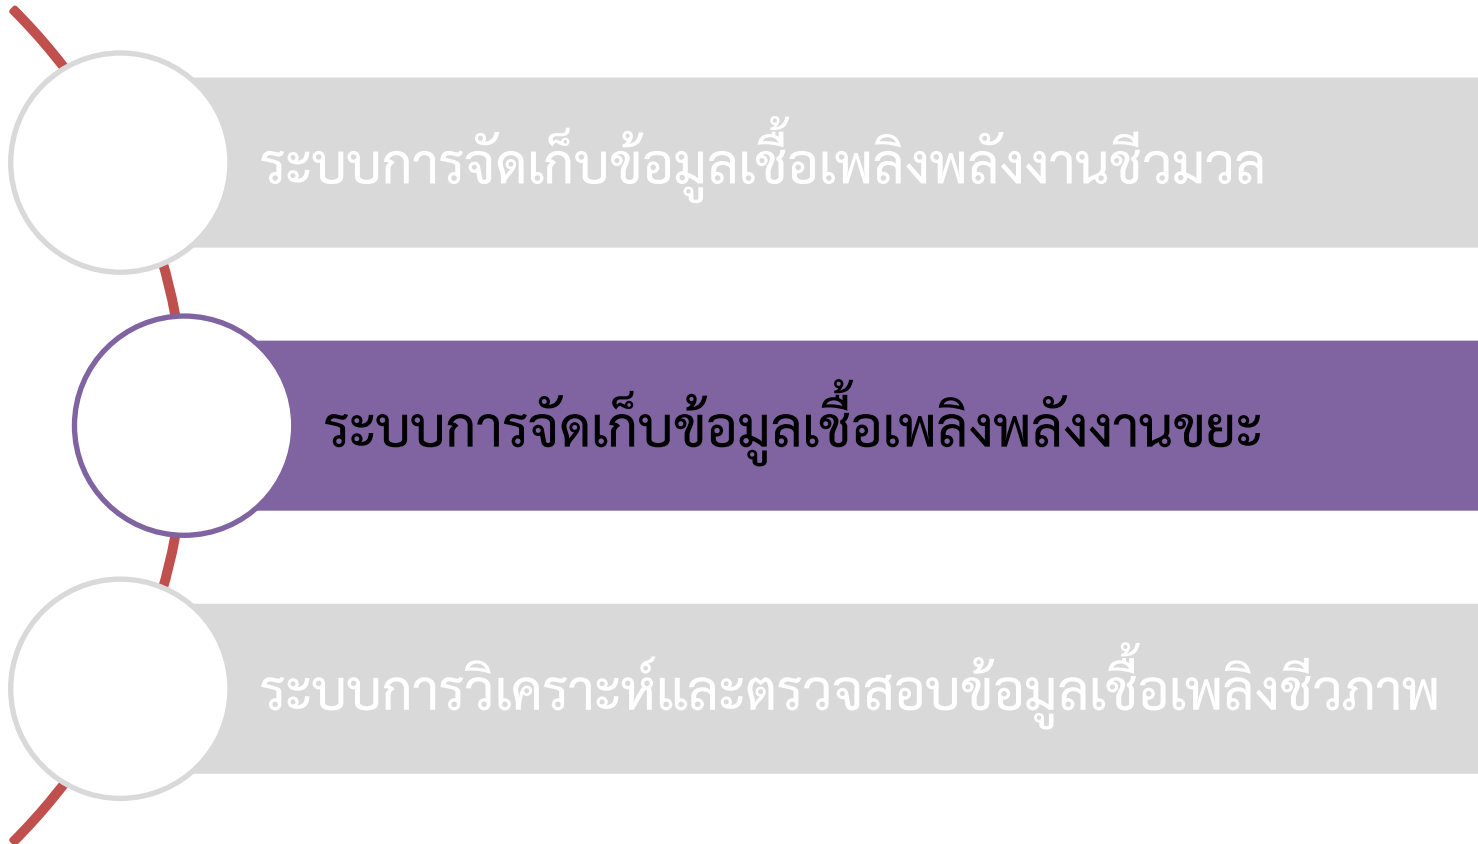 ระบบการจัดเก็บข้อมูลเชื้อเพลิงพลังงานชีวมวล
ระบบการจัดเก็บข้อมูลเชื้อเพลิงพลังงานขยะ
ระบบการวิเคราะห์และตรวจสอบข้อมูลเชื้อเพลิงชีวภาพ